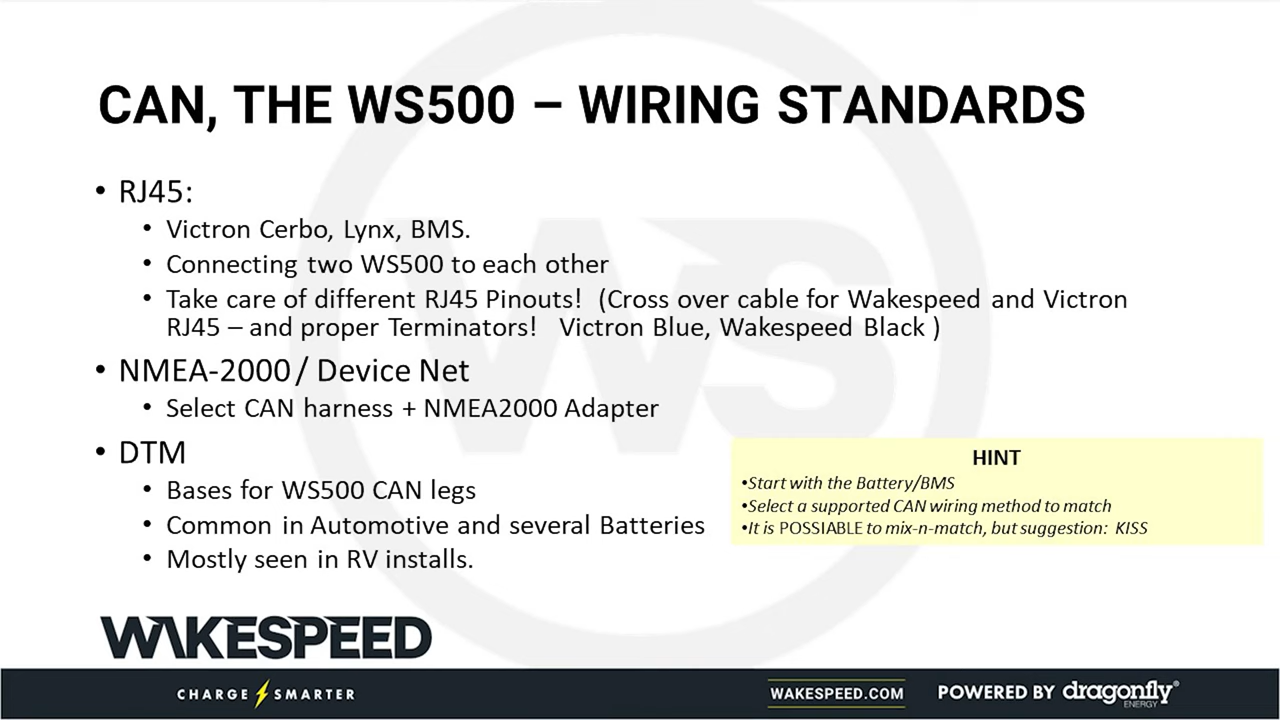 CAN, THE WS500 – WIRING STANDARDS
• RJ45:
• Victron Cerbo, Lynx, BMS.
• Connecting two WS500 to each other
• Take care of different RJ45 Pinouts! (Cross over cable for Wakespeed and Victron
RJ45 – and proper Terminators! Victron Blue, Wakespeed Black )
• NMEA-2000 / Device Net
• Select CAN harness + NMEA2000 Adapter
• DTM
• Bases for WS500 CAN legs
• Common in Automotive and several Batteries
• Mostly seen in RV installs.
HINT
•Start with the Battery/BMS
•Select a supported CAN wiring method to match
•It is POSSIABLE to mix-n-match, but suggestion: KISS
WS
WAKESPEED
CHARGE SMARTER
WAKESPEED.COM
POWERED BY dragonfly®
ENERGY